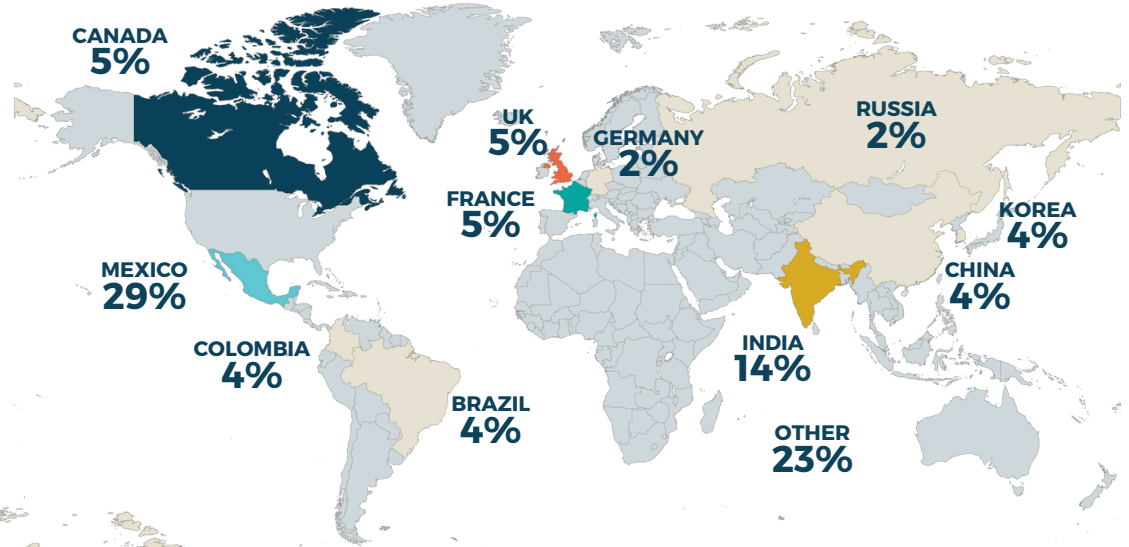 CANADA
5%
UK
5%
GERMANY
2%
RUSSIA
2%
FRANCE
5%
KOREA
4%
MEXICO
29%
CHINA
4%
INDIA
14%
COLOMBIA
4%
BRAZIL
4%
OTHER
23%